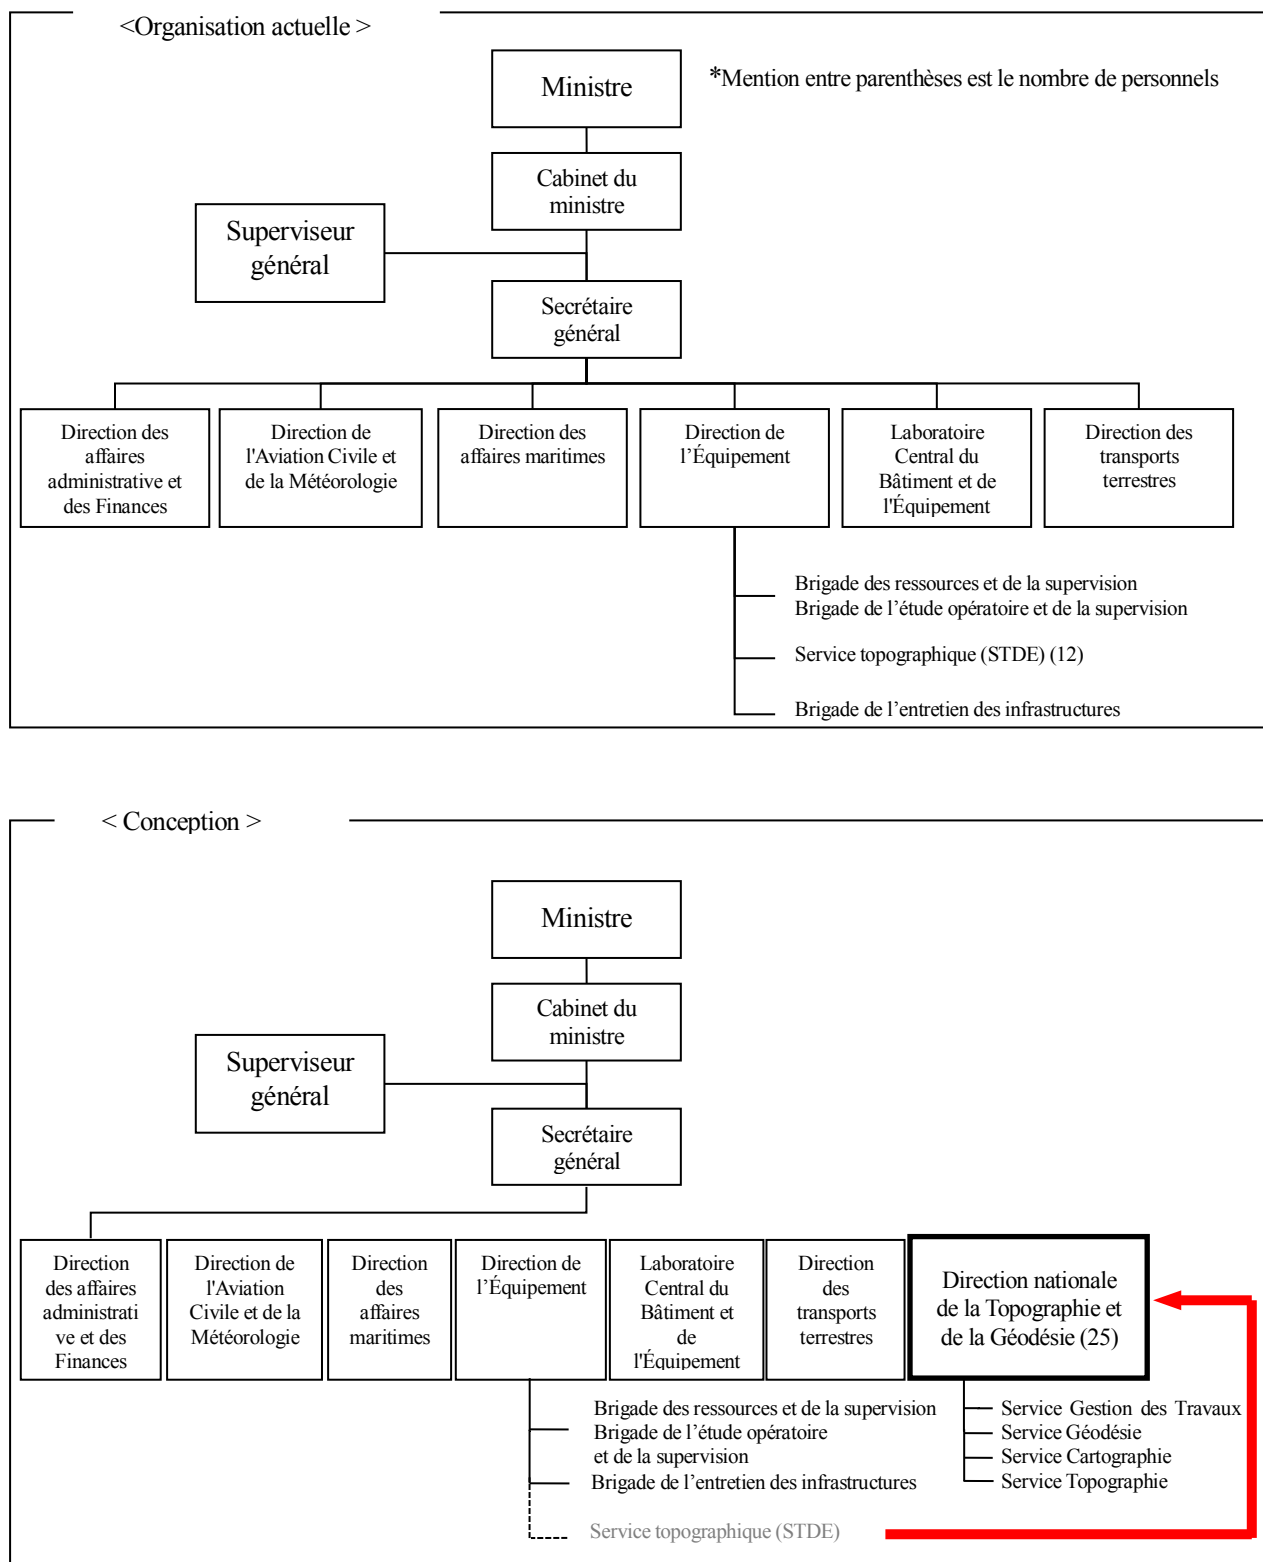 <Organisation actuelle >
Ministre
*Mention entre parenthèses est le nombre de personnels
Cabinet du
ministre
Superviseur
général
Secrétaire
général
Direction des
affaires
administrative et
des Finances
Direction de
l'Aviation Civile et
de la Météorologie
Direction des
affaires maritimes
Direction de
l’Équipement
Laboratoire
Central du
Bâtiment et de
l'Équipement
Direction des
transports
terrestres
Brigade des ressources et de la supervision
Brigade de l’étude opératoire et de la supervision
Service topographique (STDE) (12)
Brigade de l’entretien des infrastructures
< Conception >
Ministre
Cabinet du
ministre
Superviseur
général
Secrétaire
général
Direction
des affaires
administrati
ve et des
Finances
Direction de
l'Aviation
Civile et de la
Météorologie
Direction
des
affaires
maritimes
Direction de
l’Équipement
Laboratoire
Central du
Bâtiment et
de
l'Équipement
Direction
des
transports
terrestres
Direction nationale
de la Topographie et
de la Géodésie (25)
Brigade des ressources et de la supervision
Brigade de l’étude opératoire
et de la supervision
Brigade de l’entretien des infrastructures
Service topographique (STDE)
Service Gestion des Travaux
Service Géodésie
Service Cartographie
Service Topographie